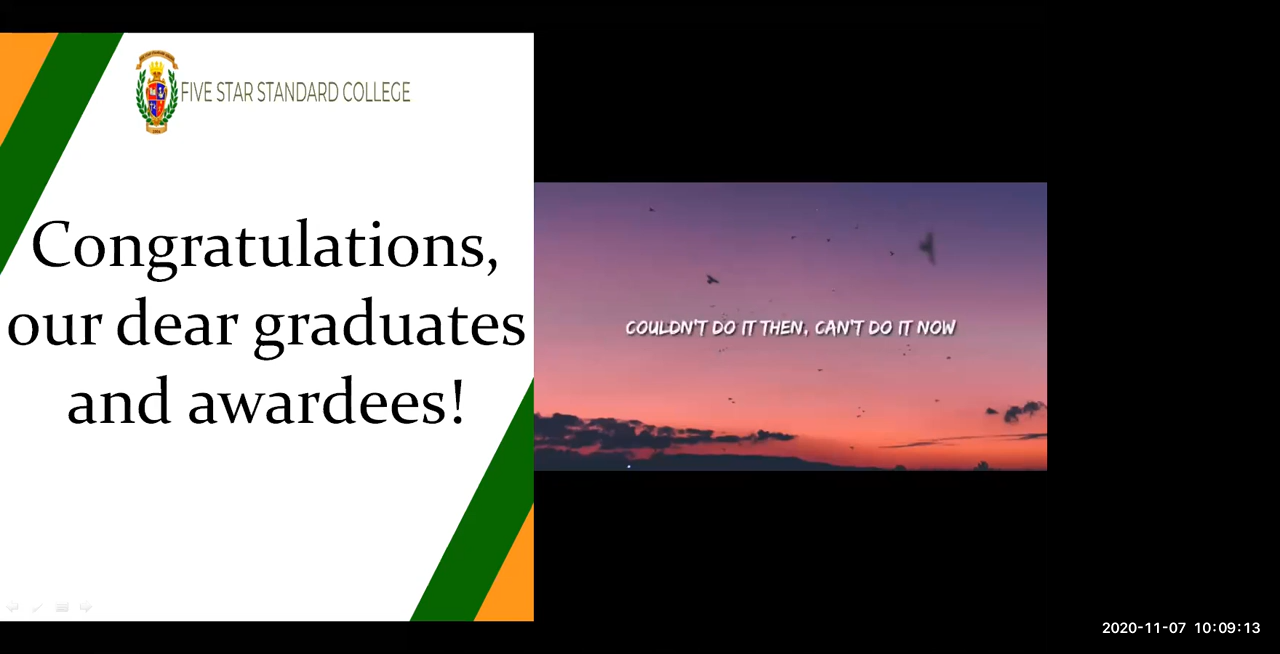 FIVE STAR STANDARD COLLEGE
Congratulations,
our dear graduates
and awardees!
COULDN'T DO IT THEN, CAN'T DO IT NOW
2020-11-07 10:09:13